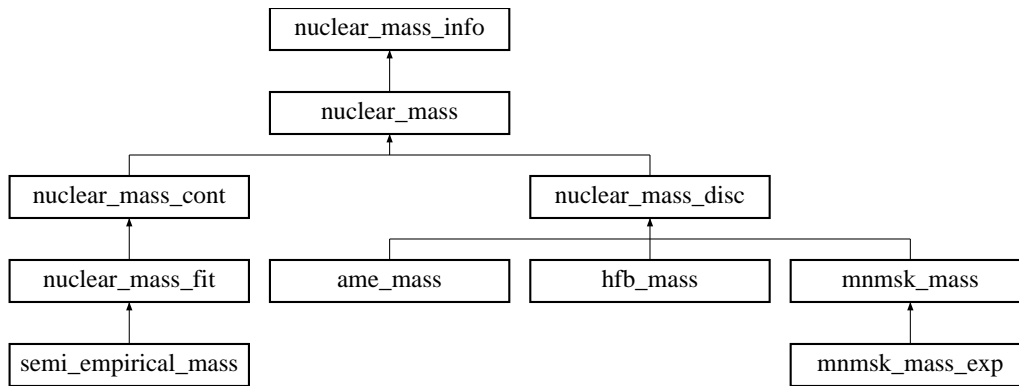 nuclear_mass_info
nuclear_mass
nuclear_mass_cont
nuclear_mass_disc
nuclear_mass_fit
ame_mass
hfb_mass
mnmsk_mass
semi_empirical_mass
mnmsk_mass_exp